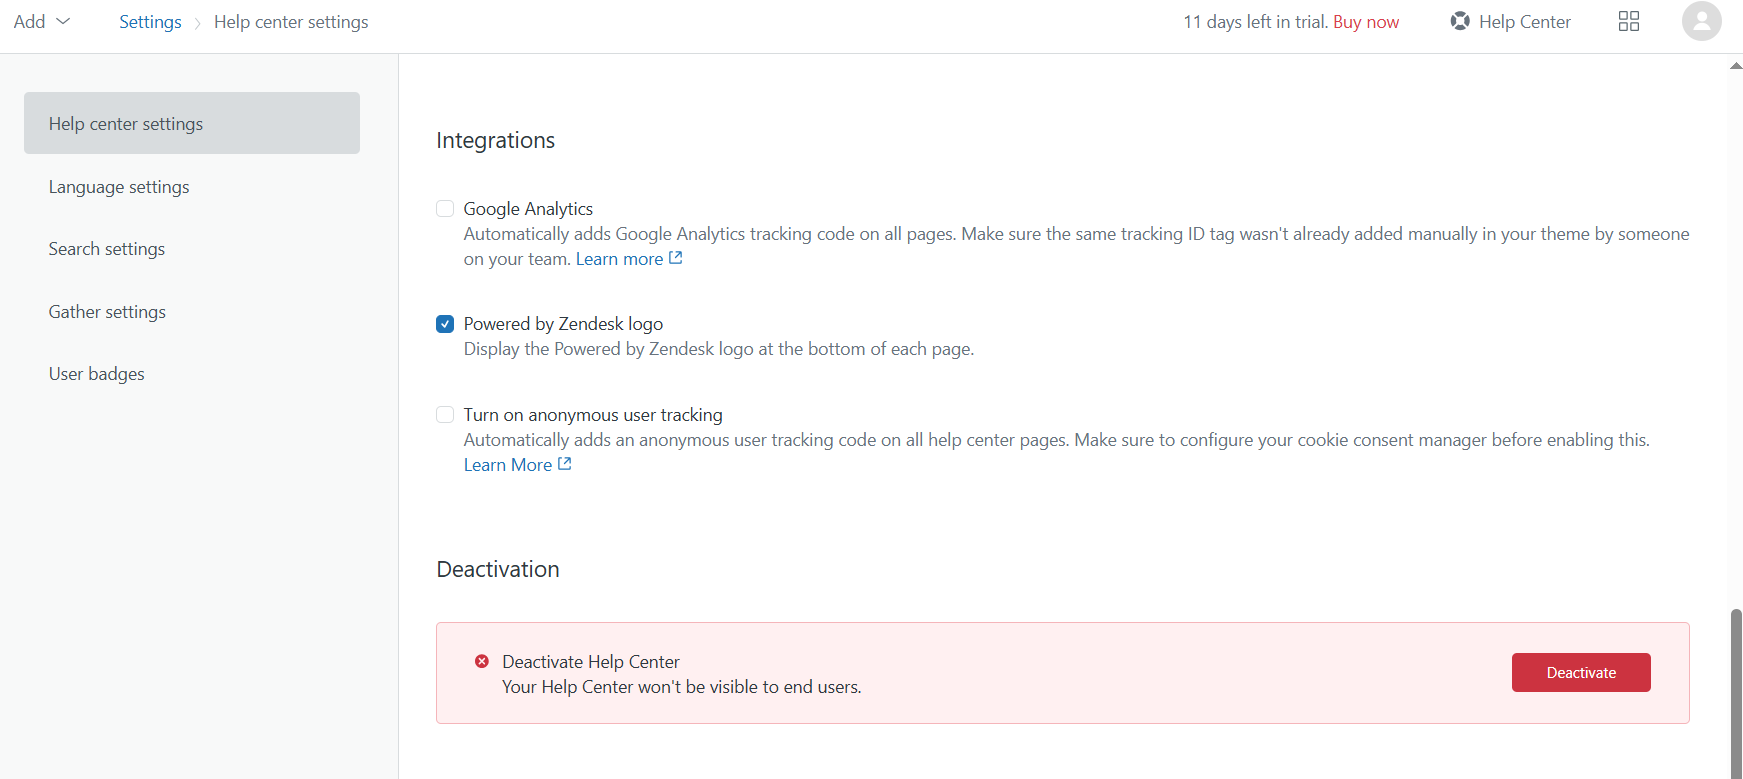 Add
Settings
Help center settings
11 days left in trial. Buy now
Help Center
Help center settings
Language settings
Search settings
Gather settings
User badges
Integrations
Google Analytics
Automatically adds Google Analytics tracking code on all pages. Make sure the same tracking ID tag wasn't already added manually in your theme by someone
on your team. Learn more
Powered by Zendesk logo
Display the Powered by Zendesk logo at the bottom of each page.
Turn on anonymous user tracking
Automatically adds an anonymous user tracking code on all help center pages. Make sure to configure your cookie consent manager before enabling this.
Learn More
Deactivation
Deactivate Help Center
Your Help Center won't be visible to end users.
Deactivate